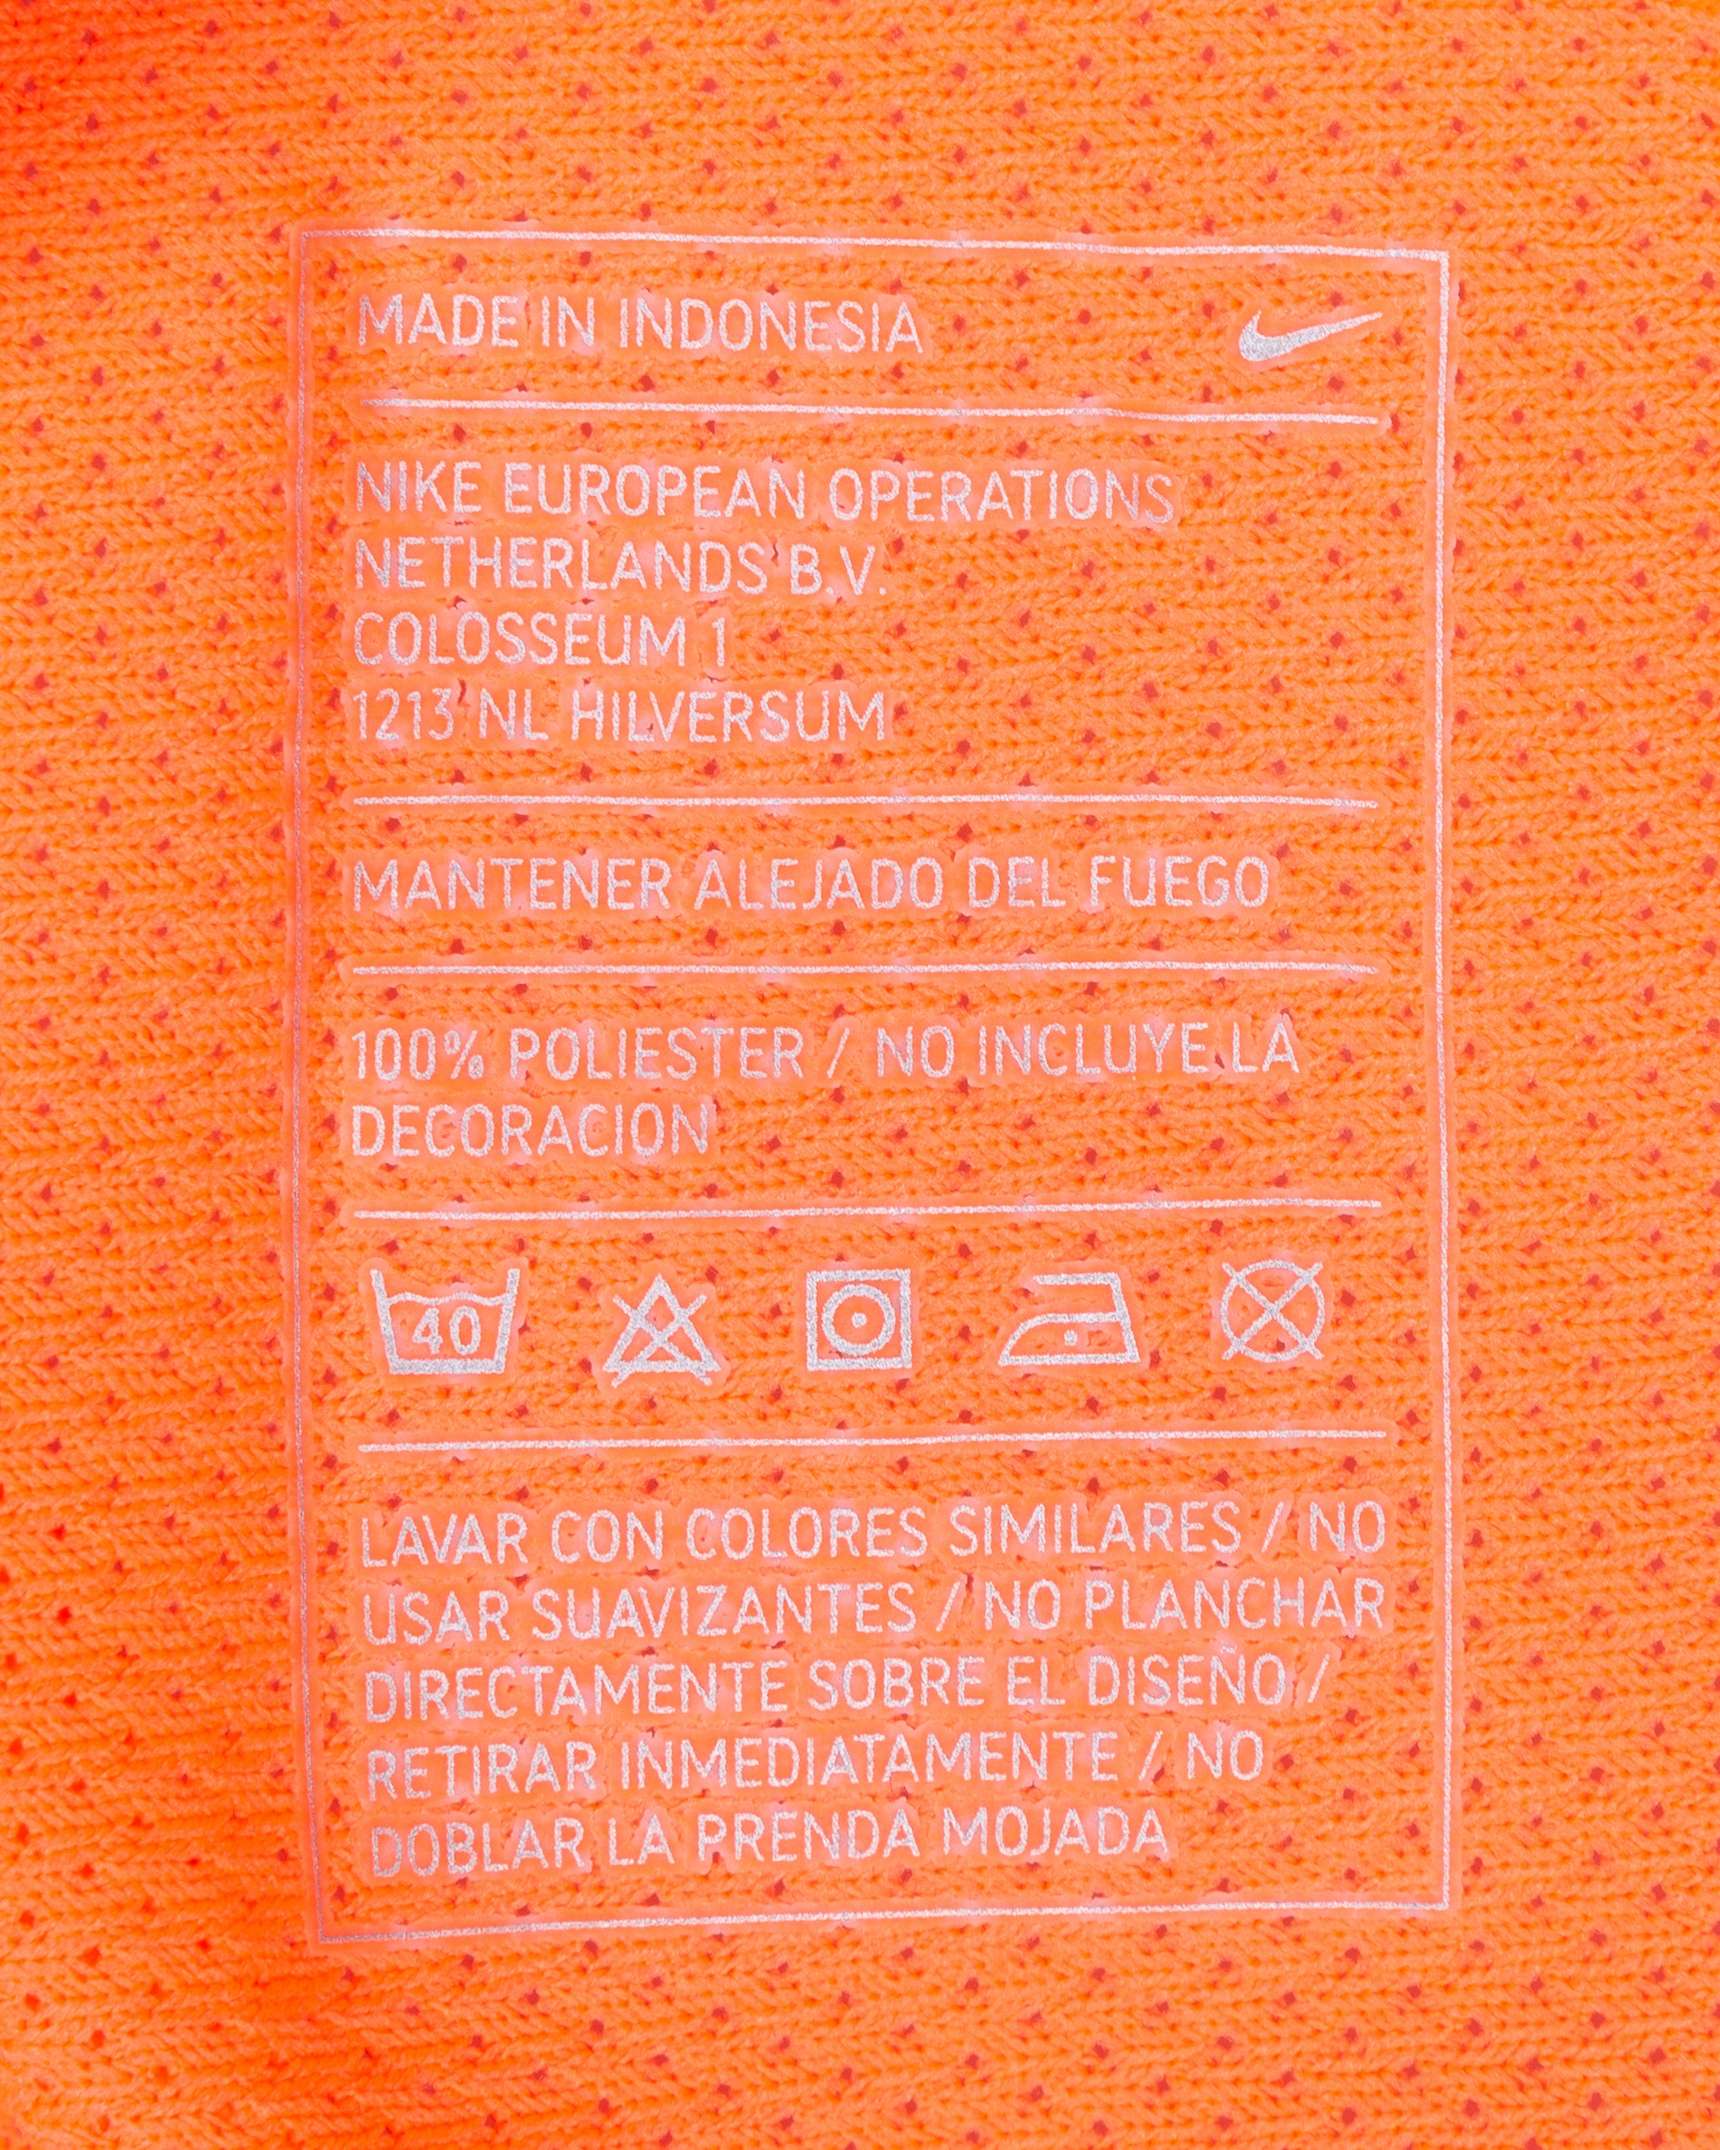 MADE IN INDONESIA
NIKE EUROPEAN OPERATIONS
NETHERLANDS B.V.
COLOSSEUM 1
1213 NL HILVERSUM
MANTENER ALEJADO DEL FUEGO
100% POLIESTER / NO INCLUYE LA
DECORACION
40
LAVAR CON COLORES SIMILARES / NO
USAR SUAVIZANTES / NO PLANCHAR
DIRECTAMENTE SOBRE EL DISEÑO /
RETIRAR INMEDIATAMENTE / NO
DOBLAR LA PRENDA MOJADA